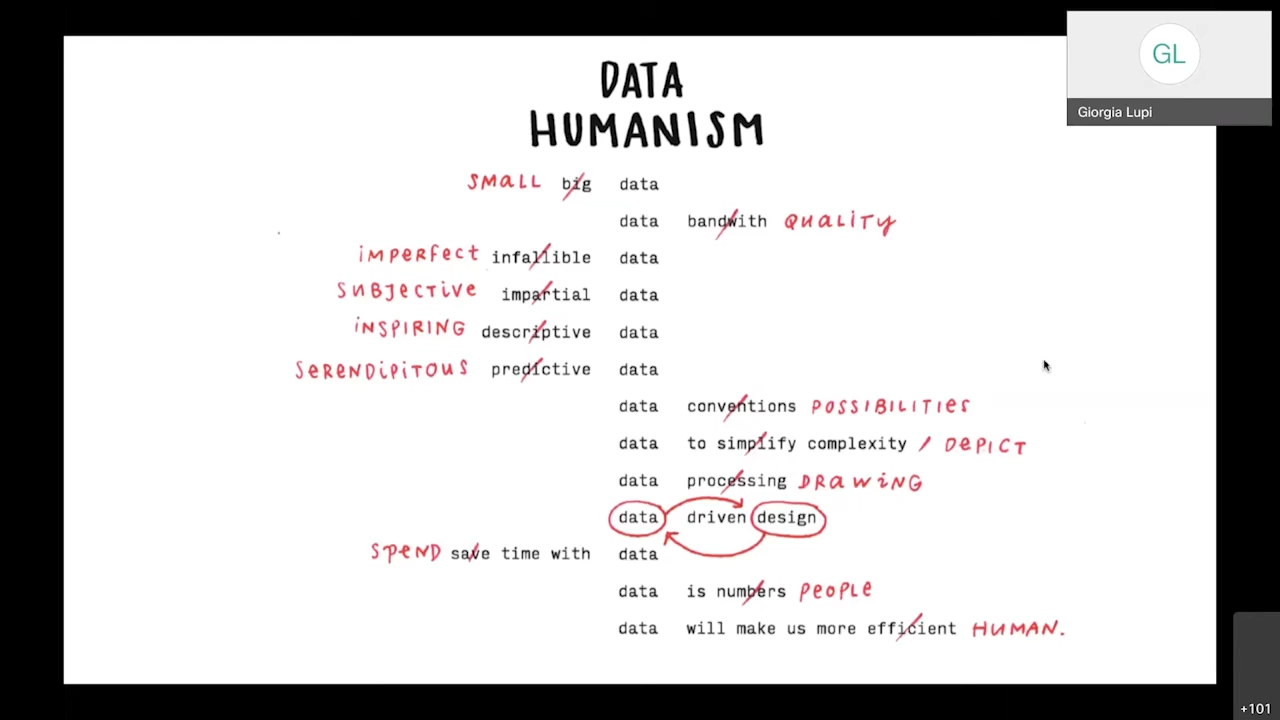 DATA
HUMANISM
SMALL big data
data bandwith QUALITY
iMPeRfecT infallible data
SUBJecTiVe impartial data
iNSPIRING descriptive data
SeReNDiPiTOUS predictive data
data conventions POSSIBILITIES
data to simplify complexity / DePICT
data processing DRawiNG
data driven design
SPeND save time with data
data is numbers PeOPLe
data will make us more efficient HUMAN.
GL
Giorgia Lupi
+101